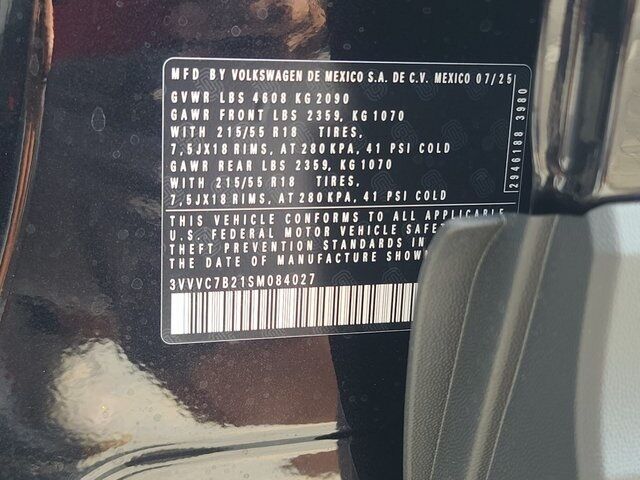 MFD BY VOLKSWAGEN DE MEXICO S.A. DE C.V. MEXICO 07/25
GVWR LBS 4608 KG 2090
GAWR FRONT LBS 2359, KG 1070
WITH 215/55 R18 TIRES,
7,5JX18 RIMS, AT 280 KPA, 41 PSI COLD
GAWR REAR LBS 2359, KG 1070
WITH 215/55 R18 TIRES,
7,5JX18 RIMS, AT 280 KPA, 41 PSI COLD
THIS VEHICLE CONFORMS TO ALL APPLICABLE
U.S. FEDERAL MOTOR VEHICLE
THEFT PREVENTION STANDARDS IN
THE DATE OF MANUFACTURE
3VVVC7B21SM084027
2946188 3980